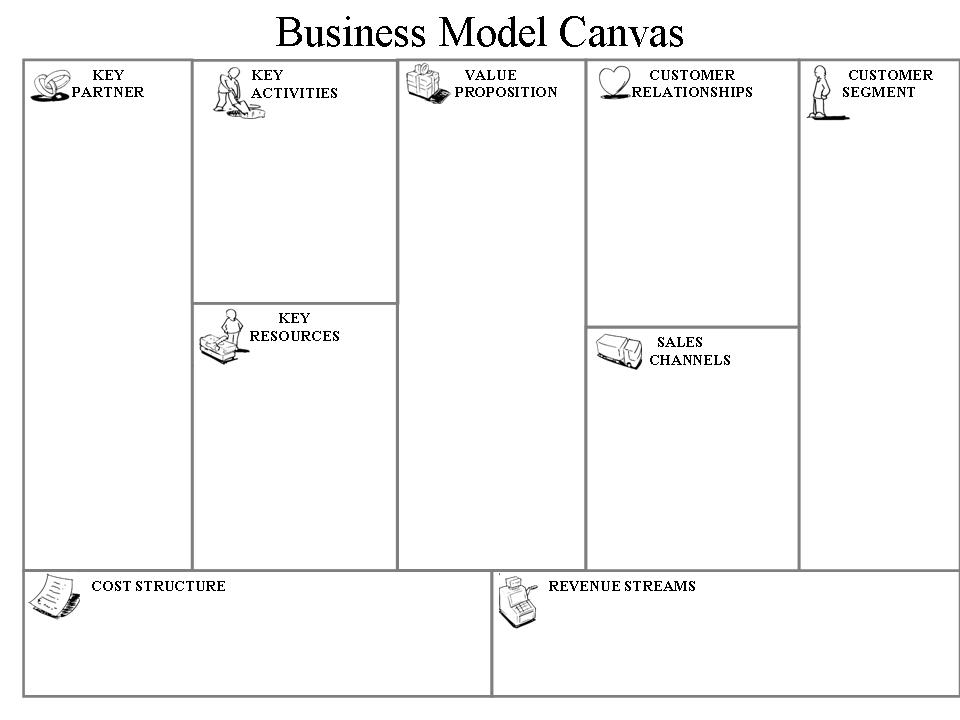 Business Model Canvas
KEY
PARTNER
KEY
ACTIVITIES
VALUE
PROPOSITION
CUSTOMER
RELATIONSHIPS
CUSTOMER
SEGMENT
KEY
RESOURCES
SALES
CHANNELS
COST STRUCTURE
REVENUE STREAMS